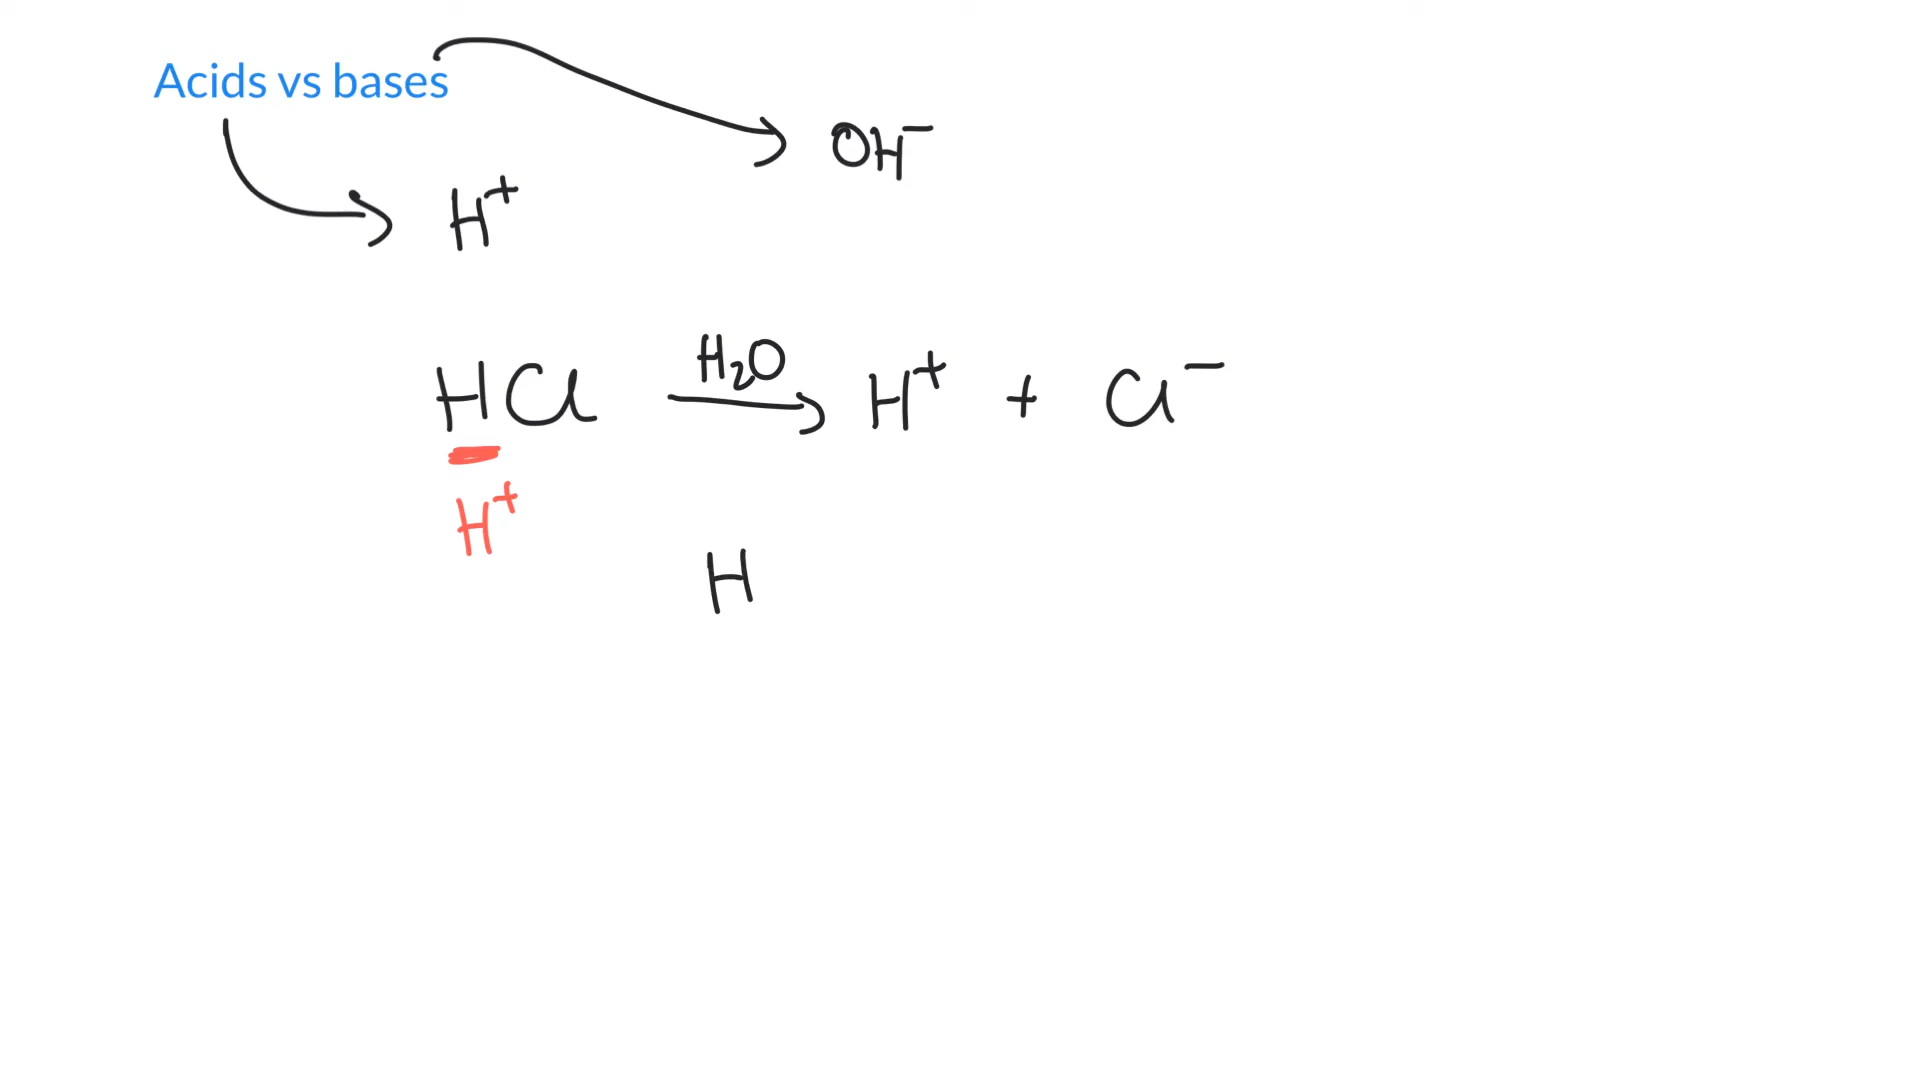 Acids vs bases
OH⁻
H⁺
HCl H₂O→ H⁺ + Cl⁻
H⁺
H